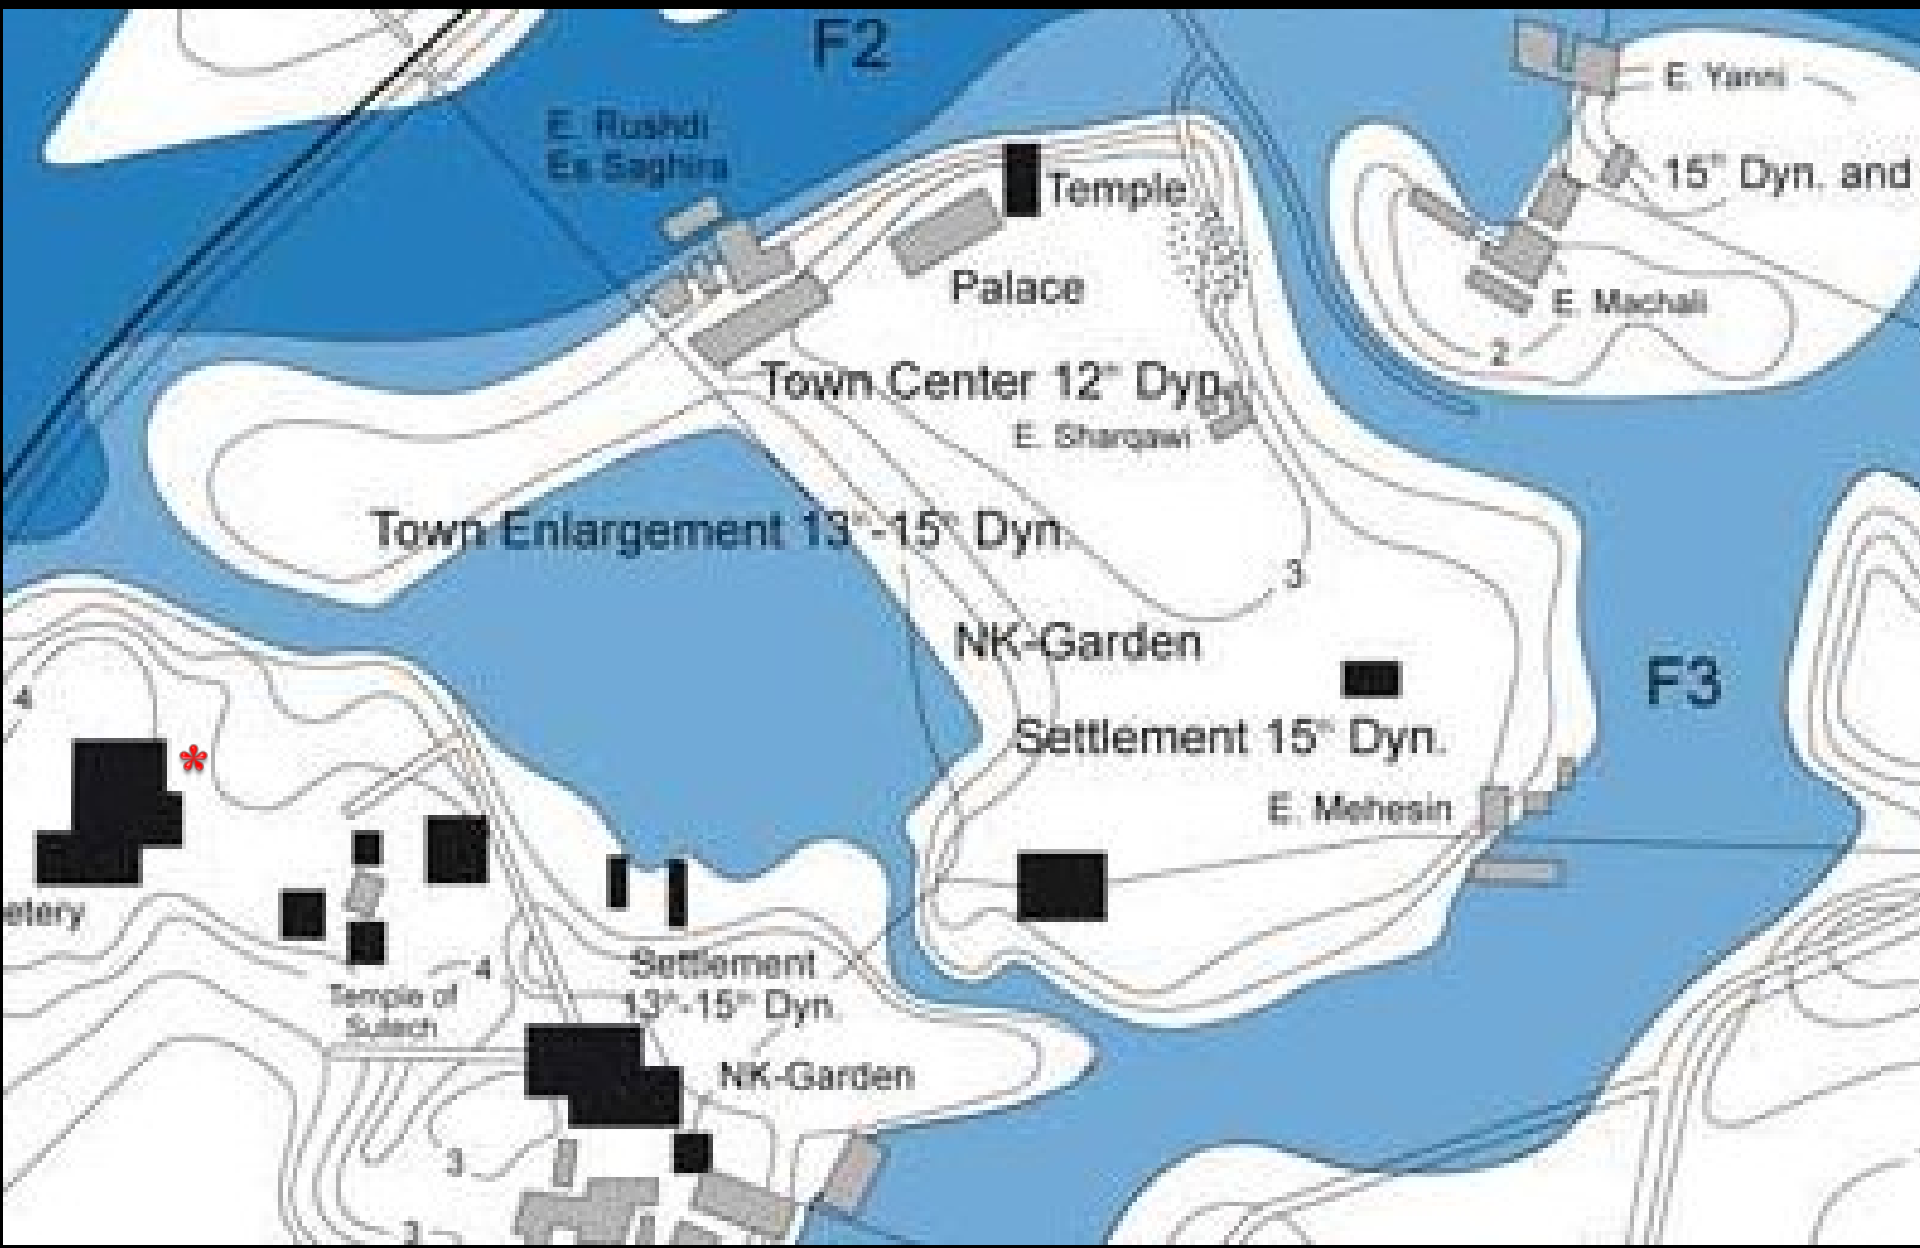 F2
E. Rushdi
Es Saghira
E. Yanni
15th Dyn. and
Temple
Palace
E. Machali
2
Town Center 12th Dyn.
E. Sharqawi
Town Enlargement 13th-15th Dyn.
3
NK-Garden
F3
4
*
Settlement 15th Dyn.
E. Mehesin
etery
Settlement
13th-15th Dyn.
4
Temple of
Sutech
NK-Garden
3
3